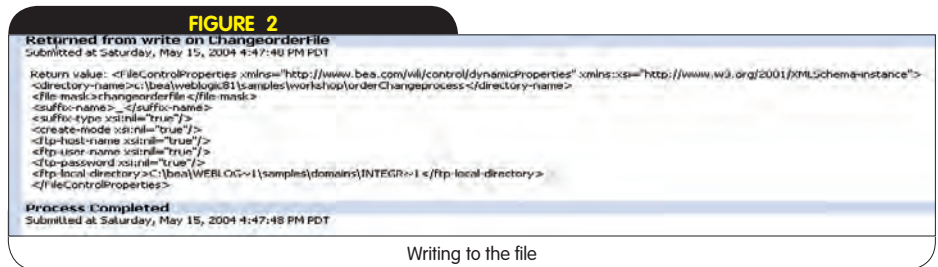 FIGURE 2
Returned from write on ChangeorderFile
Submitted at Saturday, May 15, 2004 4:47:48 PM PDT
Return value: <FileControlProperties xmlns="http://www.bea.com/wli/control/dynamicProperties" xmlns:xsi="http://www.w3.org/2001/XMLSchema-instance">
<directory-name>c:\bea\weblogic81\samples\workshop\orderChangeprocess</directory-name>
<file-mask>changeorderfile</file-mask>
<suffix-name>_</suffix-name>
<suffix-type xsi:nil="true"/>
<create-mode xsi:nil="true"/>
<ftp-host-name xsi:nil="true"/>
<ftp-user-name xsi:nil="true"/>
<ftp-password xsi:nil="true"/>
<ftp-local-directory>C:\bea\WEBLOG~1\samples\domains\INTEGR~1</ftp-local-directory>
</FileControlProperties>
Process Completed
Submitted at Saturday, May 15, 2004 4:47:48 PM PDT
Writing to the file